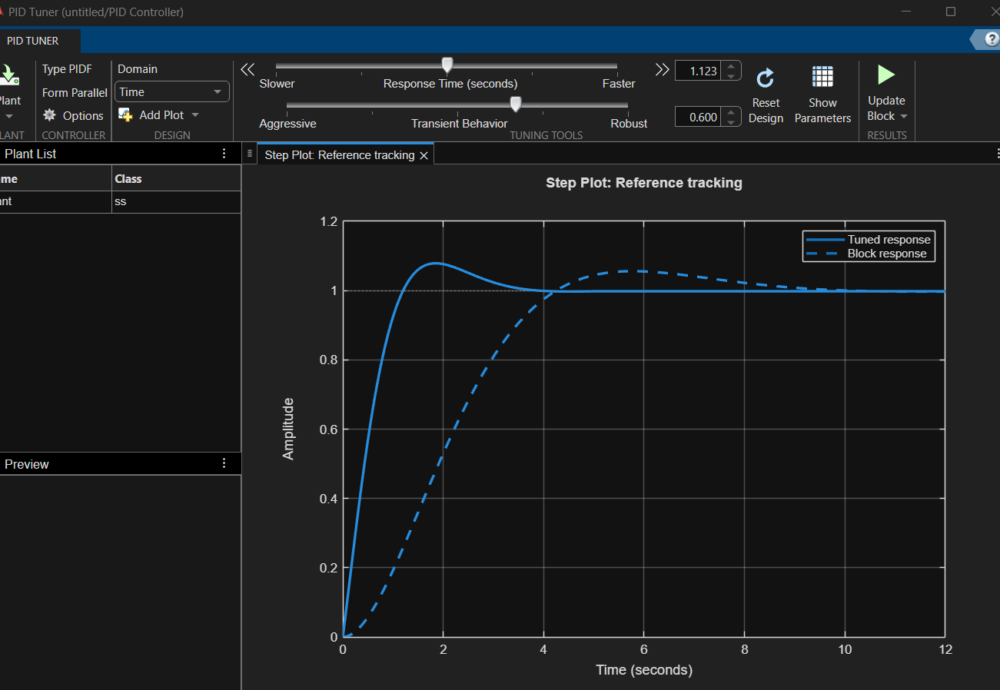 PID Tuner (untitled/PID Controller)
PID TUNER
Type PIDF
Form Parallel
Options
CONTROLLER
Domain
Time
Add Plot
DESIGN
Slower
Response Time (seconds)
Faster
1.123
Aggressive
Transient Behavior
Robust
0.600
TUNING TOOLS
Reset
Design
Show
Parameters
Update
Block
RESULTS
lant
LANT
Plant List
me Class
nt ss
Preview
Step Plot: Reference tracking
Step Plot: Reference tracking
Tuned response
Block response
Amplitude
1.2
1
0.8
0.6
0.4
0.2
0
0 2 4 6 8 10 12
Time (seconds)